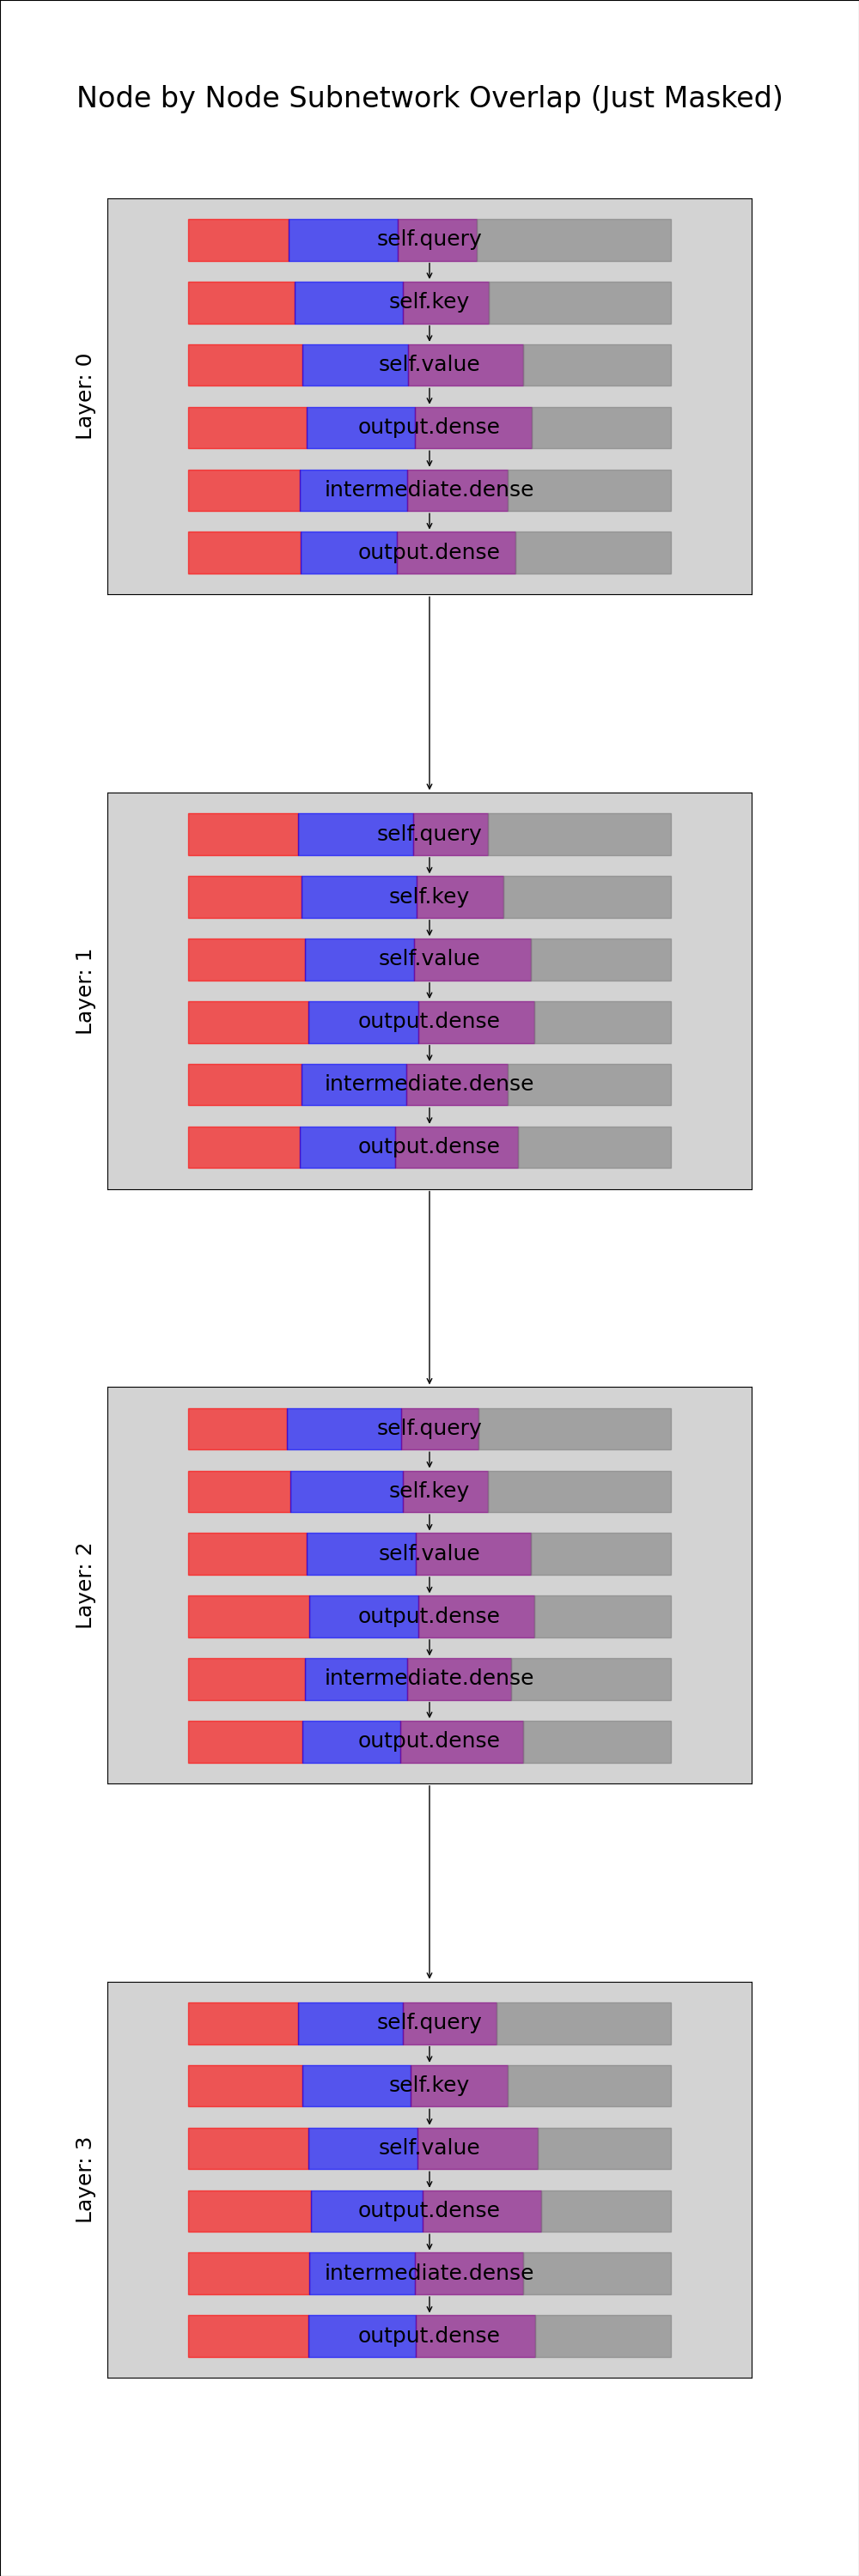 Node by Node Subnetwork Overlap (Just Masked)
Layer: 0
self.query
self.key
self.value
output.dense
intermediate.dense
output.dense
Layer: 1
self.query
self.key
self.value
output.dense
intermediate.dense
output.dense
Layer: 2
self.query
self.key
self.value
output.dense
intermediate.dense
output.dense
Layer: 3
self.query
self.key
self.value
output.dense
intermediate.dense
output.dense